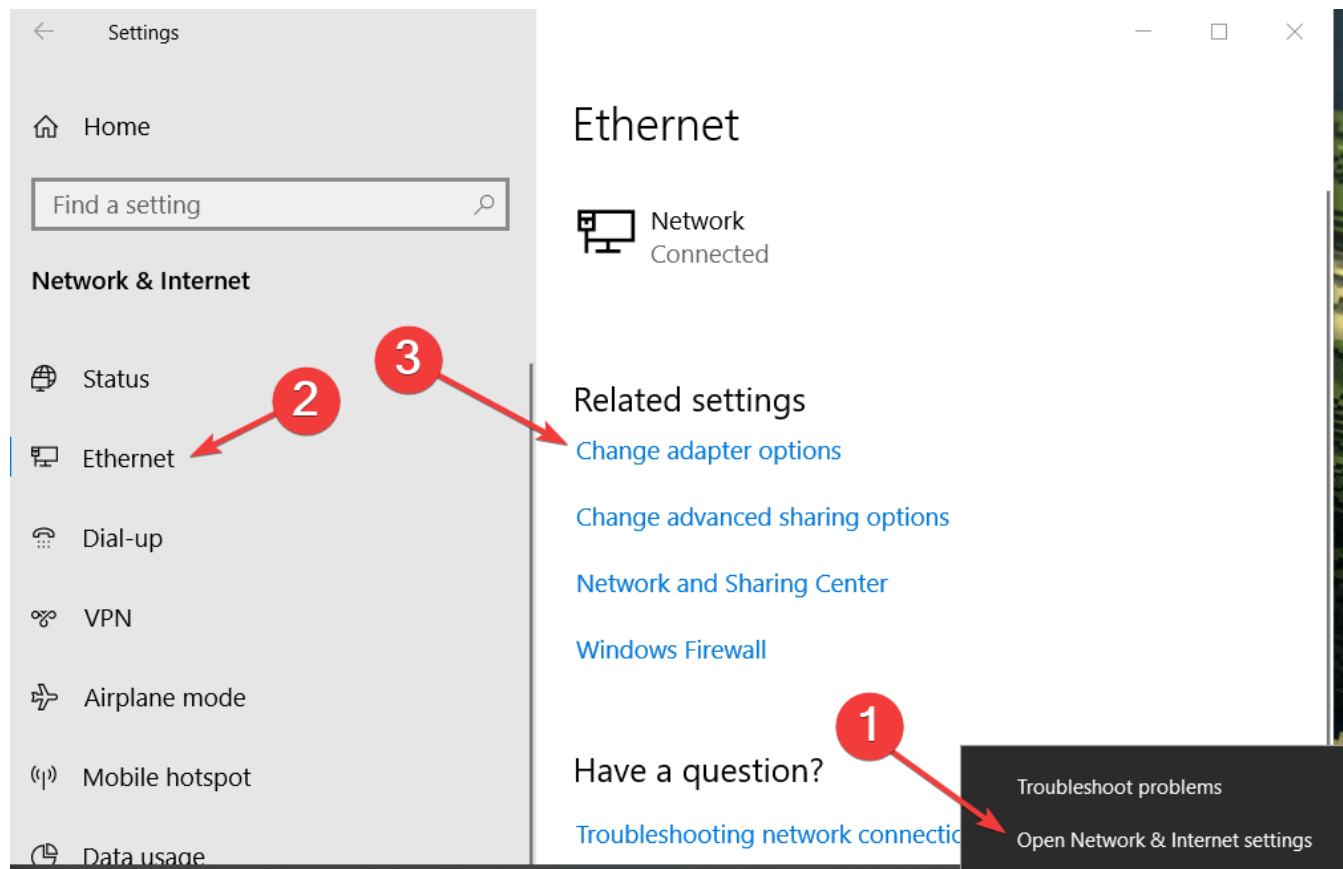 Settings
Home
Find a setting
Network & Internet
Status
Ethernet
Dial-up
VPN
Airplane mode
Mobile hotspot
Data usage
Ethernet
Network
Connected
Related settings
Change adapter options
Change advanced sharing options
Network and Sharing Center
Windows Firewall
Have a question?
Troubleshooting network
Troubleshoot problems
Open Network & Internet settings
1
2
3